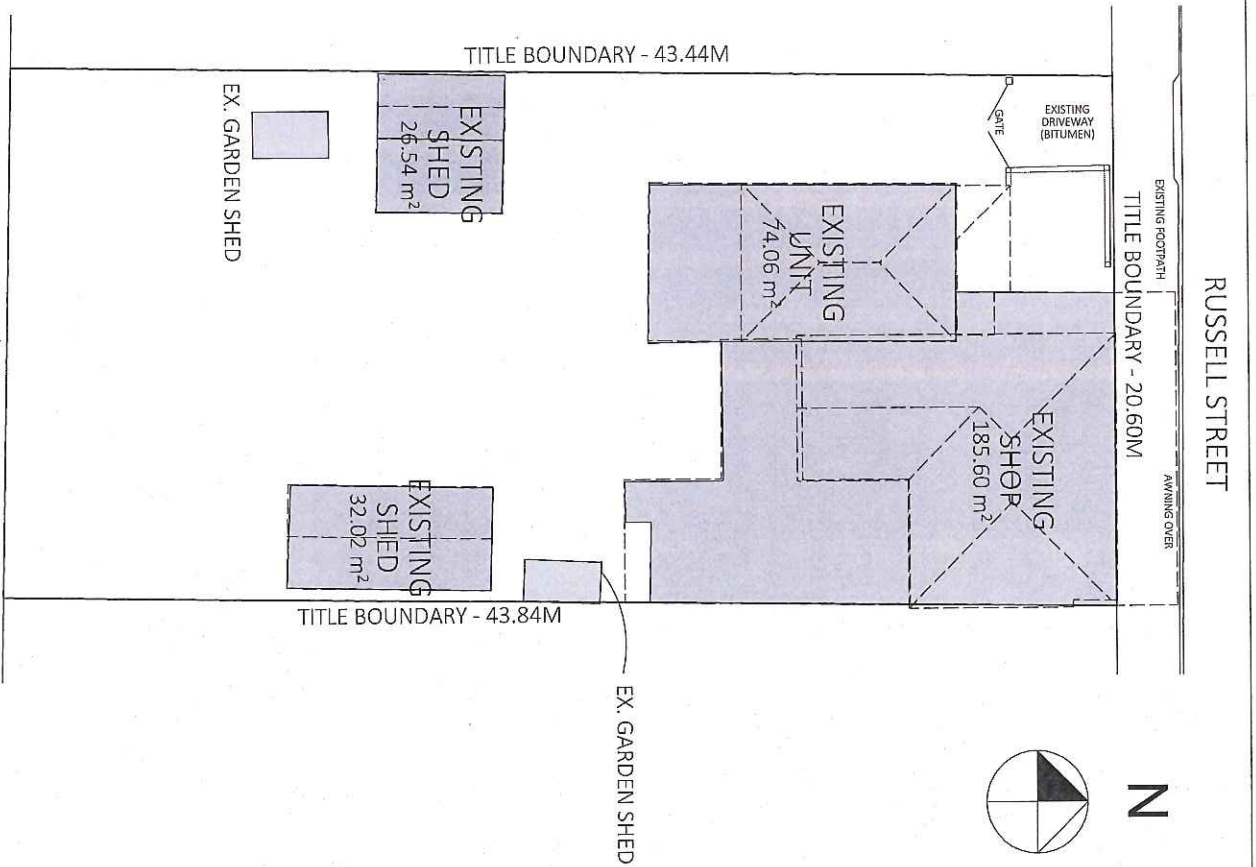 RUSSELL STREET
EXISTING FOOTPATH
AWNING OVER
TITLE BOUNDARY - 20.60M
EXISTING
DRIVEWAY
(BITUMEN)
GATE
TITLE BOUNDARY - 43.44M
EXISTING
SHOP
185.60 m²
EXISTING
UNIT
74.06 m²
EXISTING
SHED
26.54 m²
EX. GARDEN SHED
EXISTING
SHED
32.02 m²
TITLE BOUNDARY - 43.84M
EX. GARDEN SHED
N